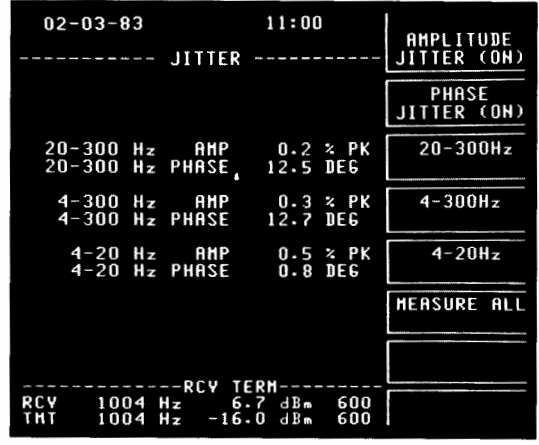 02-03-83 11:00
----------- JITTER -----------
20-300 Hz AMP 0.2 % PK
20-300 Hz PHASE 12.5 DEG
4-300 Hz AMP 0.3 % PK
4-300 Hz PHASE 12.7 DEG
4-20 Hz AMP 0.5 % PK
4-20 Hz PHASE 0.8 DEG
-------------RCV TERM-------------
RCV 1004 Hz 6.7 dBm 600
TMT 1004 Hz -16.0 dBm 600
AMPLITUDE
JITTER (ON)
PHASE
JITTER (ON)
20-300Hz
4-300Hz
4-20Hz
MEASURE ALL